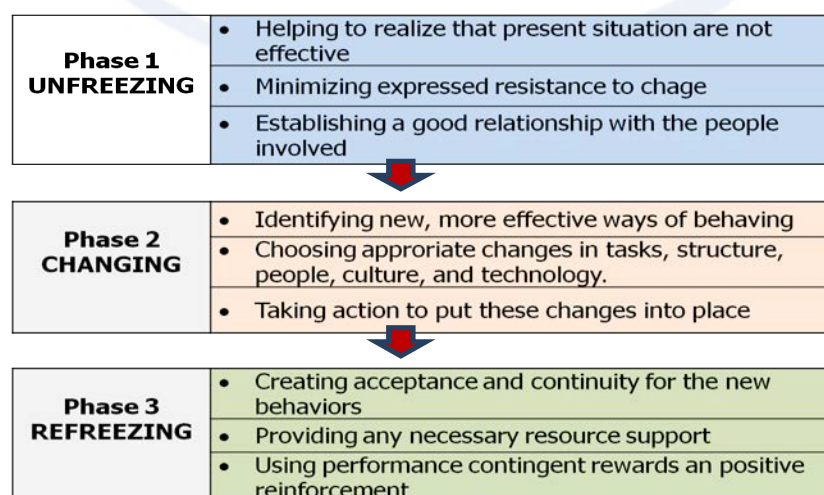 Phase 1
UNFREEZING
• Helping to realize that present situation are not
effective
• Minimizing expressed resistance to chage
• Establishing a good relationship with the people
involved
Phase 2
CHANGING
• Identifying new, more effective ways of behaving
• Choosing approriate changes in tasks, structure,
people, culture, and technology.
• Taking action to put these changes into place
Phase 3
REFREEZING
• Creating acceptance and continuity for the new
behaviors
• Providing any necessary resource support
• Using performance contingent rewards an positive
reinforcement